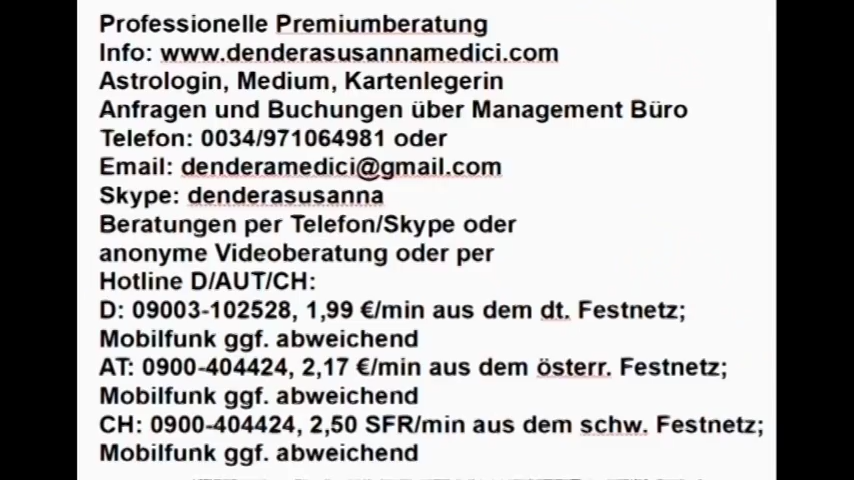 Professionelle Premiumberatung
Info: www.denderasusannamedici.com
Astrologin, Medium, Kartenlegerin
Anfragen und Buchungen über Management Büro
Telefon: 0034/971064981 oder
Email: denderamedici@gmail.com
Skype: denderasusanna
Beratungen per Telefon/Skype oder
anonyme Videoberatung oder per
Hotline D/AUT/CH:
D: 09003-102528, 1,99 €/min aus dem dt. Festnetz;
Mobilfunk ggf. abweichend
AT: 0900-404424, 2,17 €/min aus dem österr. Festnetz;
Mobilfunk ggf. abweichend
CH: 0900-404424, 2,50 SFR/min aus dem schw. Festnetz;
Mobilfunk ggf. abweichend